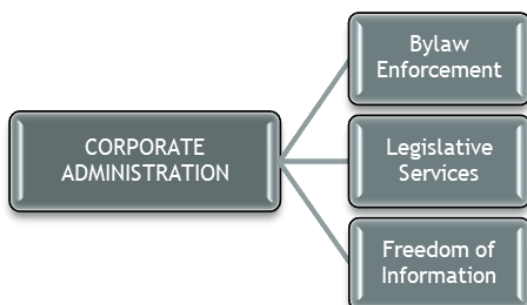 CORPORATE
ADMINISTRATION
Bylaw
Enforcement
Legislative
Services
Freedom of
Information